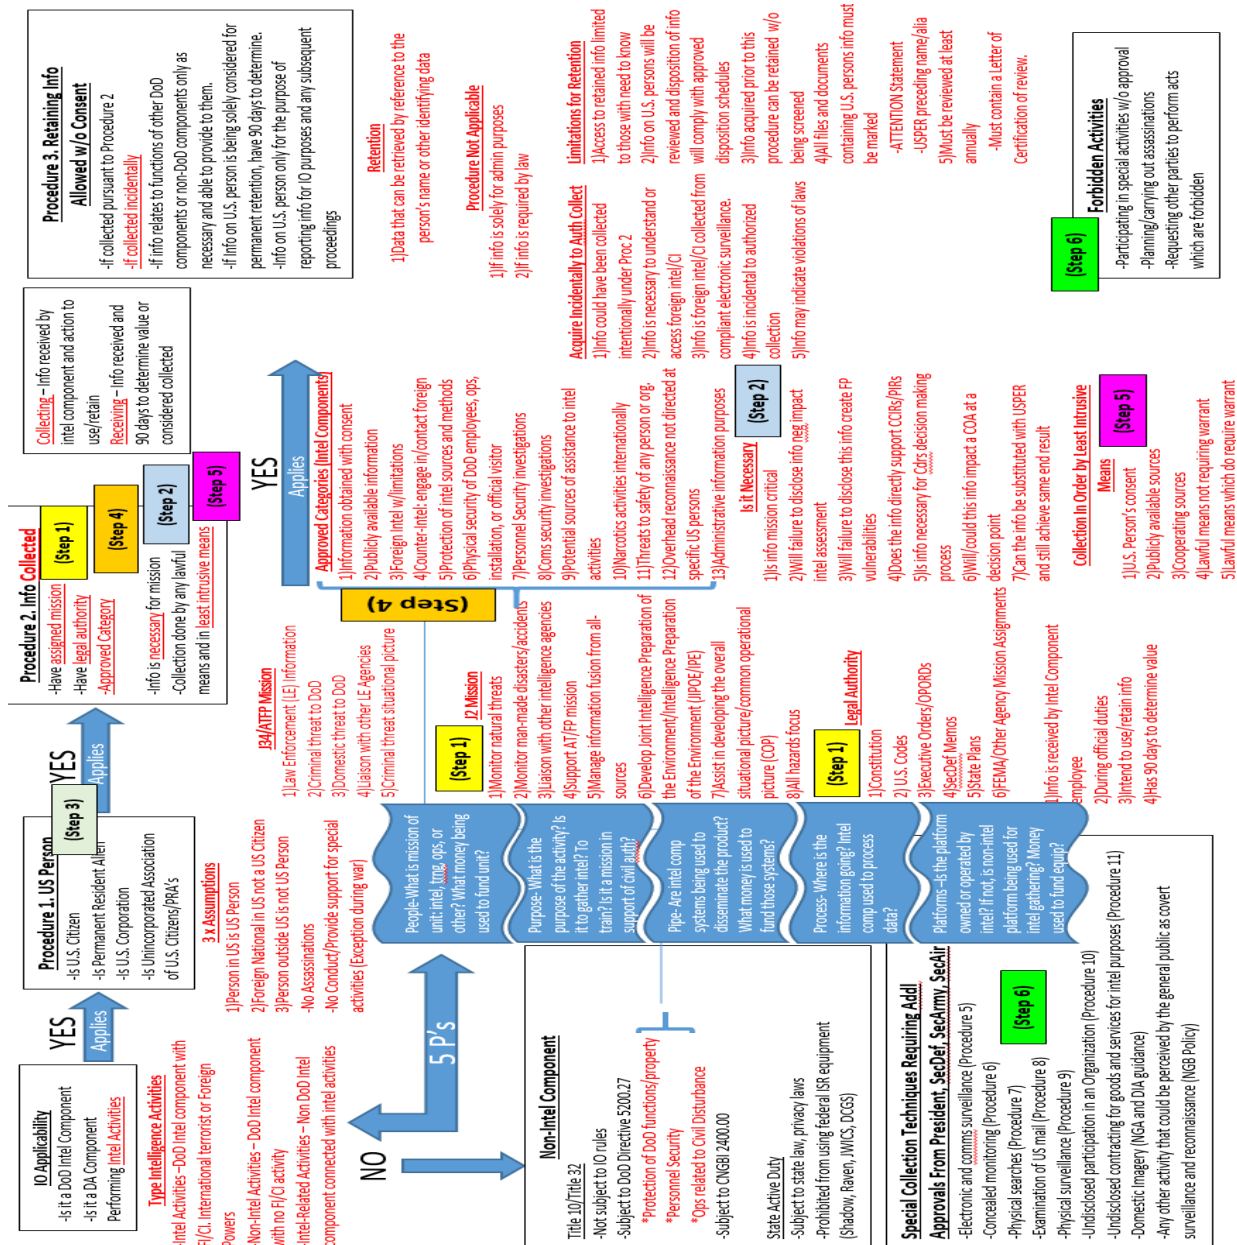 IO Applicability
-Is it a DoD Intel Component
-Is it a DA Component
Performing Intel Activities
YES
Applies
Type Intelligence Activities
-Intel Activities –DoD Intel component with
FI/CI. International terrorist or Foreign
Powers
-Non-Intel Activities– DoD Intel component
with no FI/CI activity
-Intel-Related Activities – Non DoD Intel
component connected with intel activities
Procedure 1. US Person
(Step 3)
-Is U.S. Citizen
-Is Permanent Resident Alien
-Is U.S. Corporation
-Is Unincorporated Association
of U.S. Citizens/PRA's
YES
Applies
3 x Assumptions
1)Person in US is US Person
2)Foreign National in US not a US Citizen
3)Person outside US is not US Person
-No Assassinations
-No Conduct/Provide support for special
activities (Exception during war)
Procedure 2. Info Collected
-Have assigned mission
(Step 1)
-Have legal authority
-Approved Category
(Step 4)
-Info is necessary for mission
(Step 2)
-Collection done by any lawful
means and in least intrusive means
(Step 5)
Collecting – Info received by
intel component and action to
use/retain
Receiving – Info received and
90 days to determine value or
considered collected
YES
Applies
Procedure 3. Retaining Info
Allowed w/o Consent
-If collected pursuant to Procedure 2
-If collected incidentally
-If info relates to functions of other DoD
components or non-DoD components only as
necessary and able to provide to them.
-If info on U.S. person is being solely considered for
permanent retention, have 90 days to determine.
-Info on U.S. person only for the purpose of
reporting info for IO purposes and any subsequent
proceedings
Retention
1)Data that can be retrieved by reference to the
person's name or other identifying data
Procedure Not Applicable
1)If info is solely for admin purposes
2)If info is required by law
NO
5 P's
J34/ATFP Mission
1)Law Enforcement (LE) Information
2)Criminal threat to DoD
3)Domestic threat to DoD
4)Liaison with other LE Agencies
5)Criminal threat situational picture
(Step 4)
Approved Categories (Intel Components)
1)Information obtained with consent
2)Publicly available information
3)Foreign Intel w/limitations
4)Counter-Intel: engage in/contact foreign
5)Protection of intel sources and methods
6)Physical security of DoD employees, ops,
installation, or official visitor
7)Personnel Security investigations
8)Coms security investigation
9)Potential sources of assistance to intel
activities
10)Narcotics activities internationally
11)Threats to safety of any person or org.
12)Overhead reconnaissance not directed at
specific US persons
13)Administrative information purposes
(Step 1)
J2 Mission
1)Monitor natural threats
2)Monitor man-made disasters/accidents
3)Liaison with other intelligence agencies
4)Support AT/FP mission
5)Manage information fusion from all-
sources
6)Develop Joint Intelligence Preparation of
the Environment/Intelligence Preparation
of the Environment (JIPOE/IPE)
7)Assist in developing the overall
situational picture/common operational
picture (COP)
8)All hazards focus
People-What is mission of
unit: intel, trng, ops, or
other? What money being
used to fund unit?
Purpose- What is the
purpose of the activity? Is
it to gather intel? To
train? Is it a mission in
support of civil auth?
Pipe- Are intel comp
systems being used to
disseminate the product?
What money is used to
fund those systems?
Process- Where is the
information going? Intel
comp used to process
data?
Platforms –Is the platform
owned or operated by
intel? If not, is non-intel
platform being used for
intel gathering? Money
used to fund equip?
Non-Intel Component
Title 10/Title 32
-Not subject to IO rules
-Subject to DoD Directive 5200.27
*Protection of DoD functions/property
*Personnel Security
*Ops related to Civil Disturbance
-Subject to CNGBI 2400.00
State Active Duty
-Subject to state law, privacy laws
-Prohibited from using federal ISR equipment
(Shadow, Raven, JWICS, DCGS)
Acquire Incidentally to Auth Collect
1)Info could have been collected
intentionally under Proc 2
2)Info is necessary to understand or
access foreign intel/CI
3)Info is foreign intel/CI collected from
compliant electronic surveillance.
4)Info is incidental to authorized
collection
5)Info may indicate violations of laws
Limitations for Retention
1)Access to retained info limited
to those with need to know
2)Info on U.S. persons will be
reviewed and disposition of info
will comply with approved
disposition schedules
3)Info acquired prior to this
procedure can be retained w/o
being screened
4)All files and documents
containing U.S. persons info must
be marked
-ATTENTION Statement
-USPER preceding name/alia
5)Must be reviewed at least
annually
-Must contain a Letter of
Certification of review.
Is it Necessary
(Step 2)
1)Is info mission critical
2)Will failure to disclose info neg impact
intel assessment
3)Will failure to disclose this info create FP
vulnerabilities
4)Does the info directly support CCIRs/PIRs
5)Is info necessary for Cdrs decision making
process
6)Will/could this info impact a COA at a
decision point
7)Can the info be substituted with USPER
and still achieve same end result
(Step 1)
Legal Authority
1)Constitution
2) U.S. Codes
3)Executive Orders/OPORDs
4)SecDef Memos
5)State Plans
6)FEMA/Other Agency Mission Assignments
1)Info is received by Intel Component
employee
2)During official duties
3)Intend to use/retain info
4)Has 90 days to determine value
Special Collection Techniques Requiring Addl
Approvals From President, SecDef, SecArmy, SecAir
-Electronic and comms surveillance (Procedure 5)
(Step 6)
-Concealed monitoring (Procedure 6)
-Physical searches (Procedure 7)
-Examination of US mail (Procedure 8)
-Physical surveillance (Procedure 9)
-Undisclosed participation in an Organization (Procedure 10)
-Undisclosed contracting for goods and services for intel purposes (Procedure 11)
-Domestic Imagery (NGA and DIA guidance)
-Any other activity that could be perceived by the general public as covert
surveillance and reconnaissance (NGB Policy)
Collection In Order by Least Intrusive
Means
(Step 5)
1)U.S. Person's consent
2)Publicly available sources
3)Cooperating sources
4)Lawful means not requiring warrant
5)Lawful means which do require warrant
(Step 6)
Forbidden Activities
-Participating in special activities w/o approval
-Planning/carrying out assassinations
-Requesting other parties to perform acts
which are forbidden